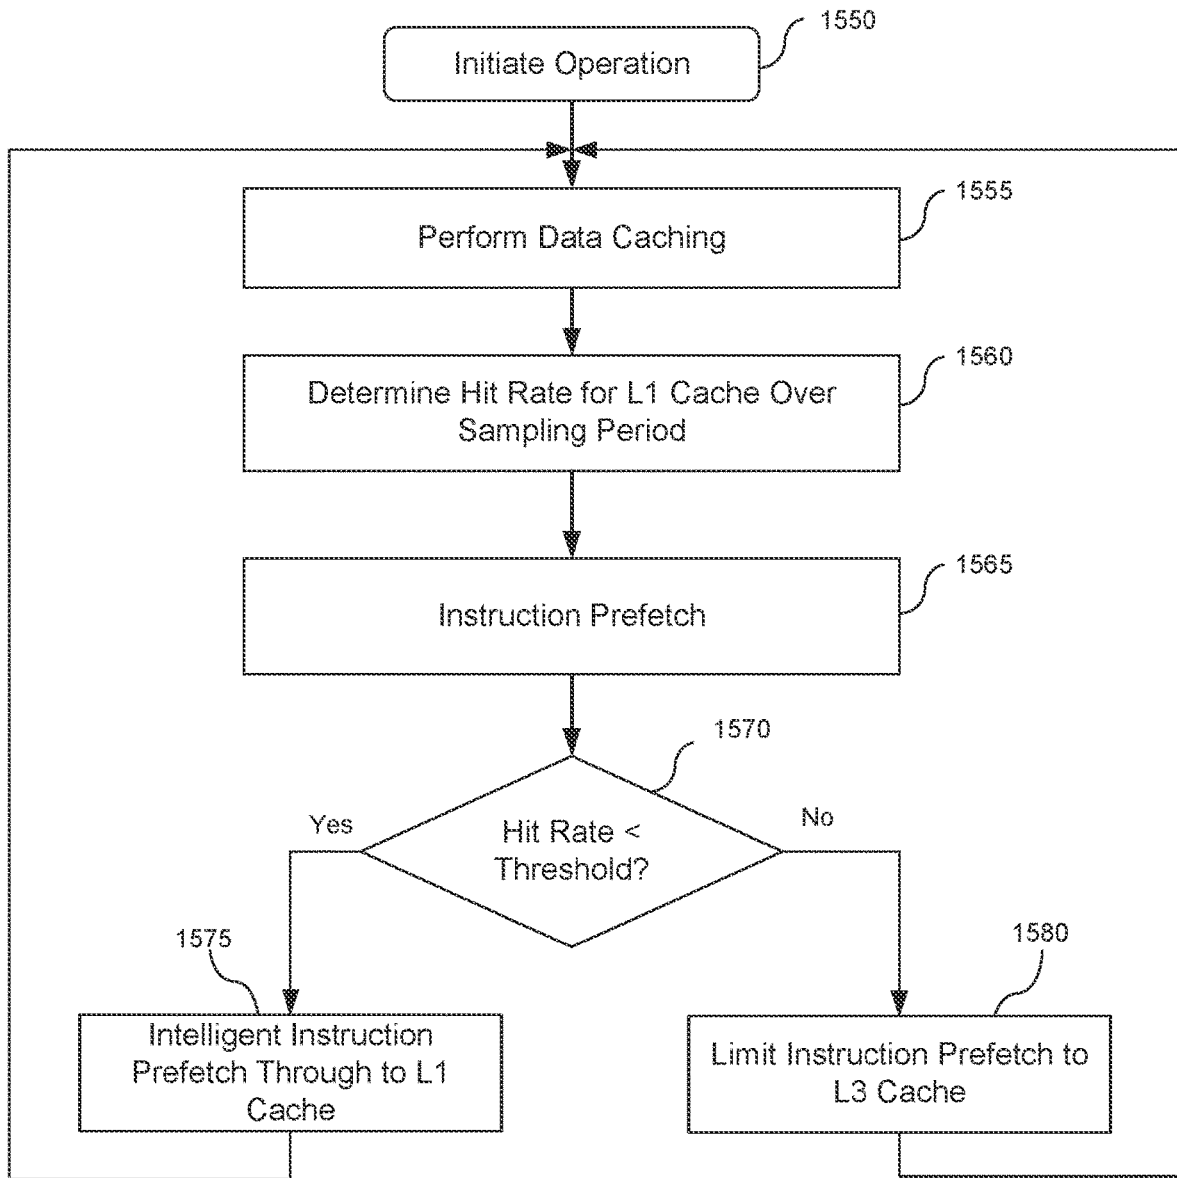 1550
Initiate Operation
1555
Perform Data Caching
1560
Determine Hit Rate for L1 Cache Over
Sampling Period
1565
Instruction Prefetch
1570
Yes
Hit Rate <
Threshold?
No
1575
Intelligent Instruction
Prefetch Through to L1
Cache
1580
Limit Instruction Prefetch to
L3 Cache